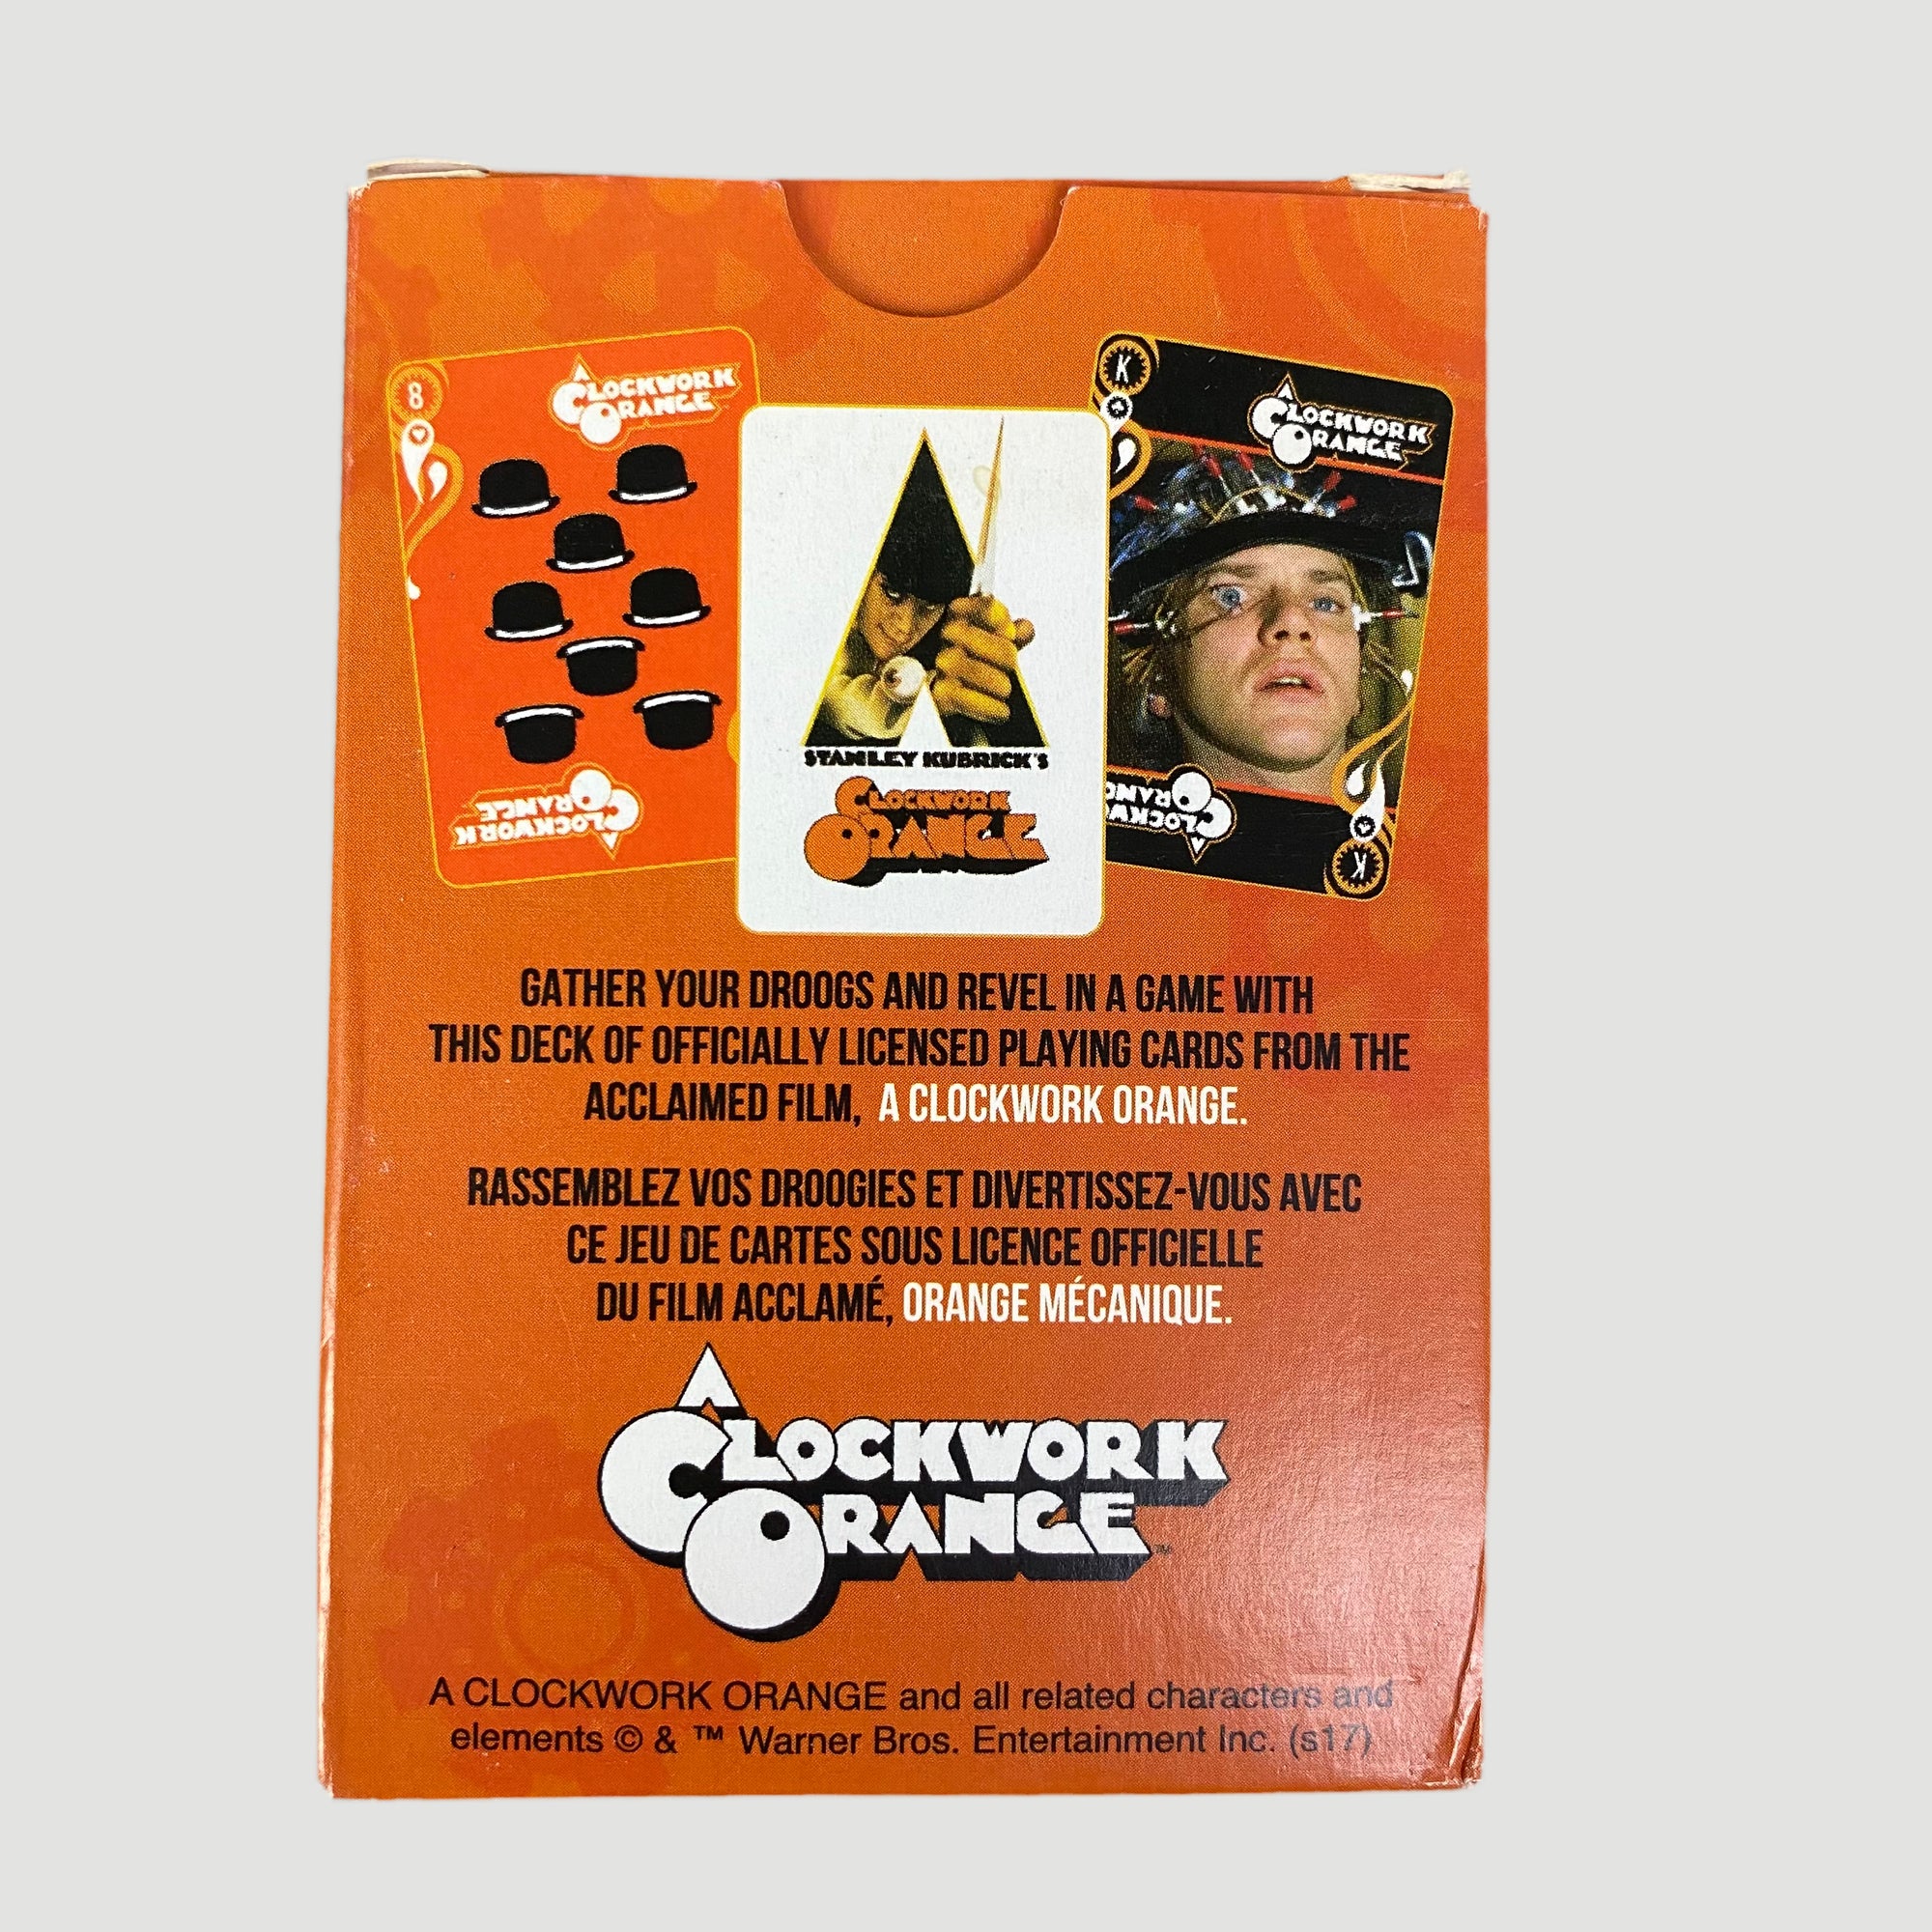 8
A CLOCKWORK
ORANGE
A CLOCKWORK
ORANGE
STANLEY KUBRICK'S
CLOCKWORK
ORANGE
K
A CLOCKWORK
ORANGE
A CLOCKWORK
ORANGE
K
GATHER YOUR DROOGS AND REVEL IN A GAME WITH
THIS DECK OF OFFICIALLY LICENSED PLAYING CARDS FROM THE
ACCLAIMED FILM, A CLOCKWORK ORANGE.
RASSEMBLEZ VOS DROOGIES ET DIVERTISSEZ-VOUS AVEC
CE JEU DE CARTES SOUS LICENCE OFFICIELLE
DU FILM ACCLAMÉ, ORANGE MÉCANIQUE.
A CLOCKWORK
ORANGE™
A CLOCKWORK ORANGE and all related characters and
elements © & ™ Warner Bros. Entertainment Inc. (s17)